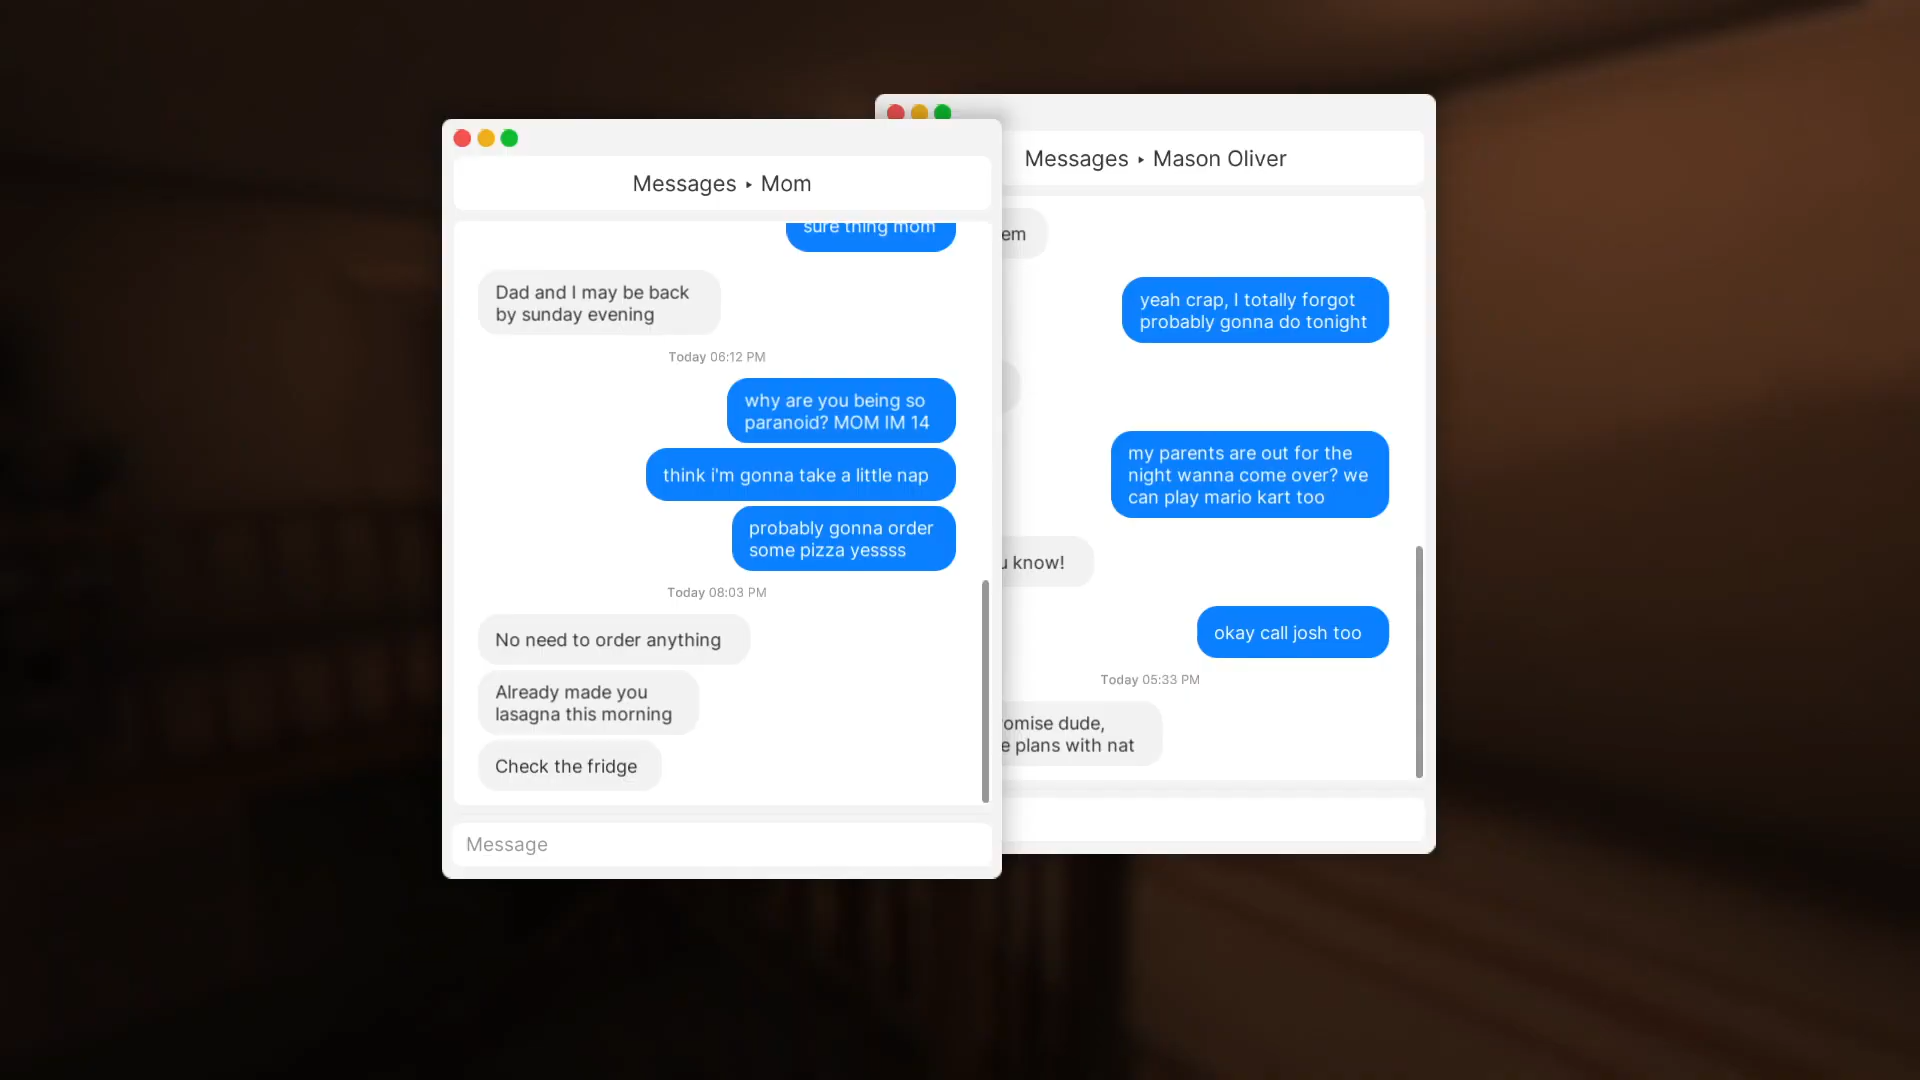 Messages ▸ Mom
sure thing mom
Dad and I may be back
by sunday evening
Today 06:12 PM
why are you being so
paranoid? MOM IM 14
think i'm gonna take a little nap
probably gonna order
some pizza yessss
Today 08:03 PM
No need to order anything
Already made you
lasagna this morning
Check the fridge
Message
Messages ▸ Mason Oliver
em
yeah crap, I totally forgot
probably gonna do tonight
my parents are out for the
night wanna come over? we
can play mario kart too
u know!
okay call josh too
Today 05:33 PM
omise dude,
e plans with nat